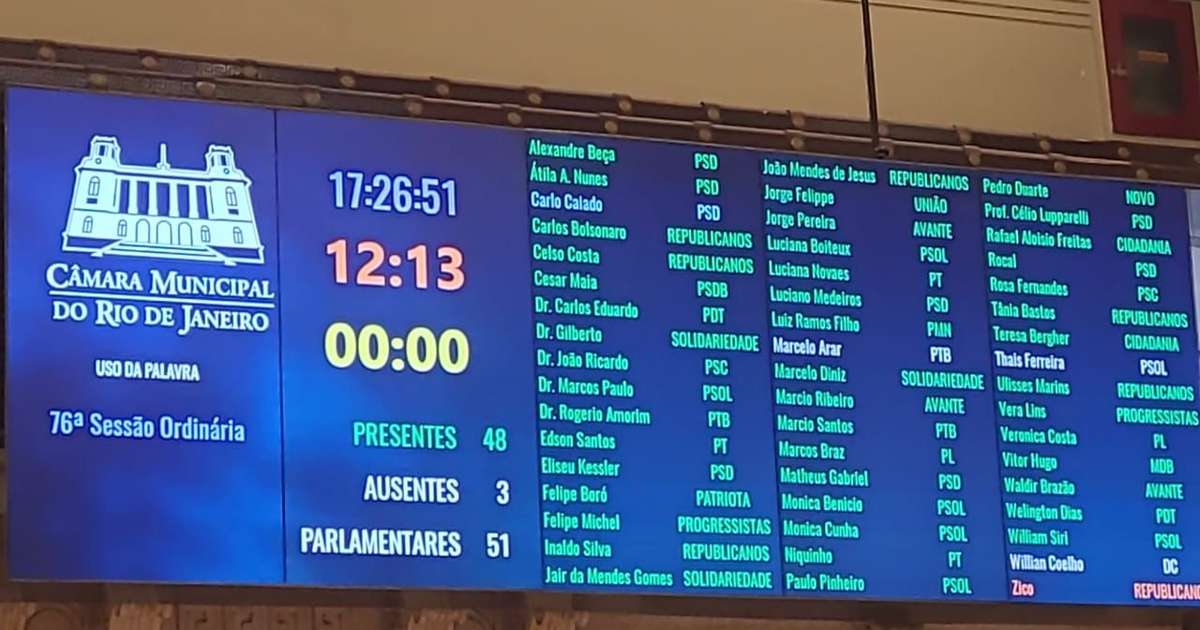 CÂMARA MUNICIPAL
DO RIO DE JANEIRO
USO DA PALAVRA
76ª Sessão Ordinária
17:26:51
12:13
00:00
PRESENTES 48
AUSENTES 3
PARLAMENTARES 51
Alexandre Beça PSD
Átila A. Nunes PSD
Carlo Caiado PSD
Carlos Bolsonaro REPUBLICANOS
Celso Costa REPUBLICANOS
Cesar Maia PSDB
Dr. Carlos Eduardo PDT
Dr. Gilberto SOLIDARIEDADE
Dr. João Ricardo PSC
Dr. Marcos Paulo PSOL
Dr. Rogerio Amorim PTB
Edson Santos PT
Eliseu Kessler PSD
Felipe Boró PATRIOTA
Felipe Michel PROGRESSISTAS
Inaldo Silva REPUBLICANOS
Jair da Mendes Gomes SOLIDARIEDADE
João Mendes de Jesus REPUBLICANOS
Jorge Felippe UNIÃO
Jorge Pereira AVANTE
Luciana Boiteux PSOL
Luciana Novaes PT
Luciano Medeiros PSD
Luiz Ramos Filho PMN
Marcelo Arar PTB
Marcelo Diniz SOLIDARIEDADE
Marcio Ribeiro AVANTE
Marcio Santos PTB
Marcos Braz PL
Matheus Gabriel PSD
Monica Benicio PSOL
Monica Cunha PSOL
Niquinho PT
Paulo Pinheiro PSOL
Pedro Duarte NOVO
Prof. Célio Lupparelli PSD
Rafael Aloisio Freitas CIDADANIA
Rocal PSD
Rosa Fernandes PSC
Tânia Bastos REPUBLICANOS
Teresa Bergher CIDADANIA
Thais Ferreira PSOL
Ulisses Marins REPUBLICANOS
Vera Lins PROGRESSISTAS
Veronica Costa PL
Vitor Hugo MDB
Waldir Brazão AVANTE
Welington Dias PDT
William Siri PSOL
Willian Coelho DC
Zico REPUBLICANO